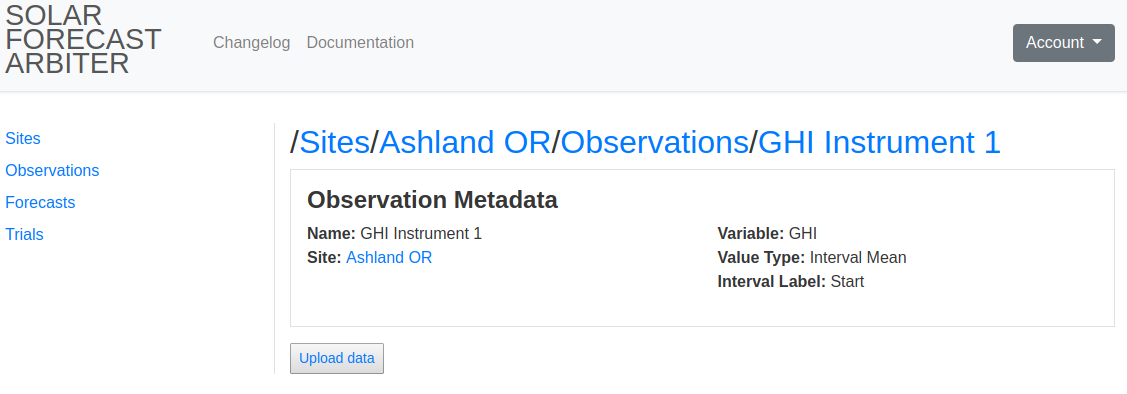 SOLAR
FORECAST
ARBITER
Changelog Documentation
Account
Sites
Observations
Forecasts
Trials
/Sites/Ashland OR/Observations/GHI Instrument 1
Observation Metadata
Name: GHI Instrument 1
Site: Ashland OR
Variable: GHI
Value Type: Interval Mean
Interval Label: Start
Upload data